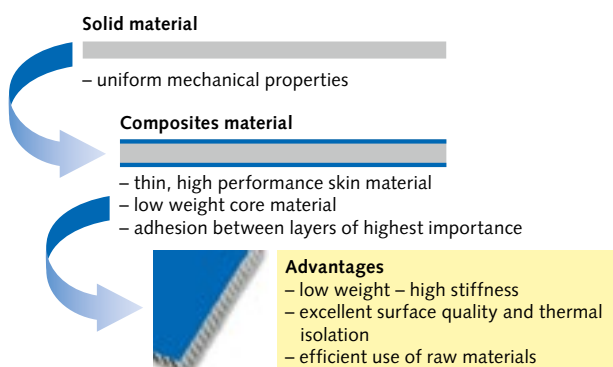 Solid material
– uniform mechanical properties
Composites material
– thin, high performance skin material
– low weight core material
– adhesion between layers of highest importance
Advantages
– low weight – high stiffness
– excellent surface quality and thermal
isolation
– efficient use of raw materials